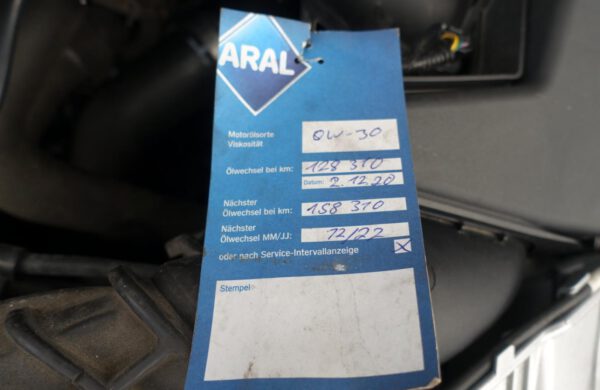 ARAL
Motorölsorte
Viskosität
0W-30
Ölwechsel bei km:
128 310
Datum: 2.12.20
Nächster
Ölwechsel bei km:
158 310
Nächster
Ölwechsel MM/JJ:
12/22
oder nach Service-Intervallanzeige
Stempel: